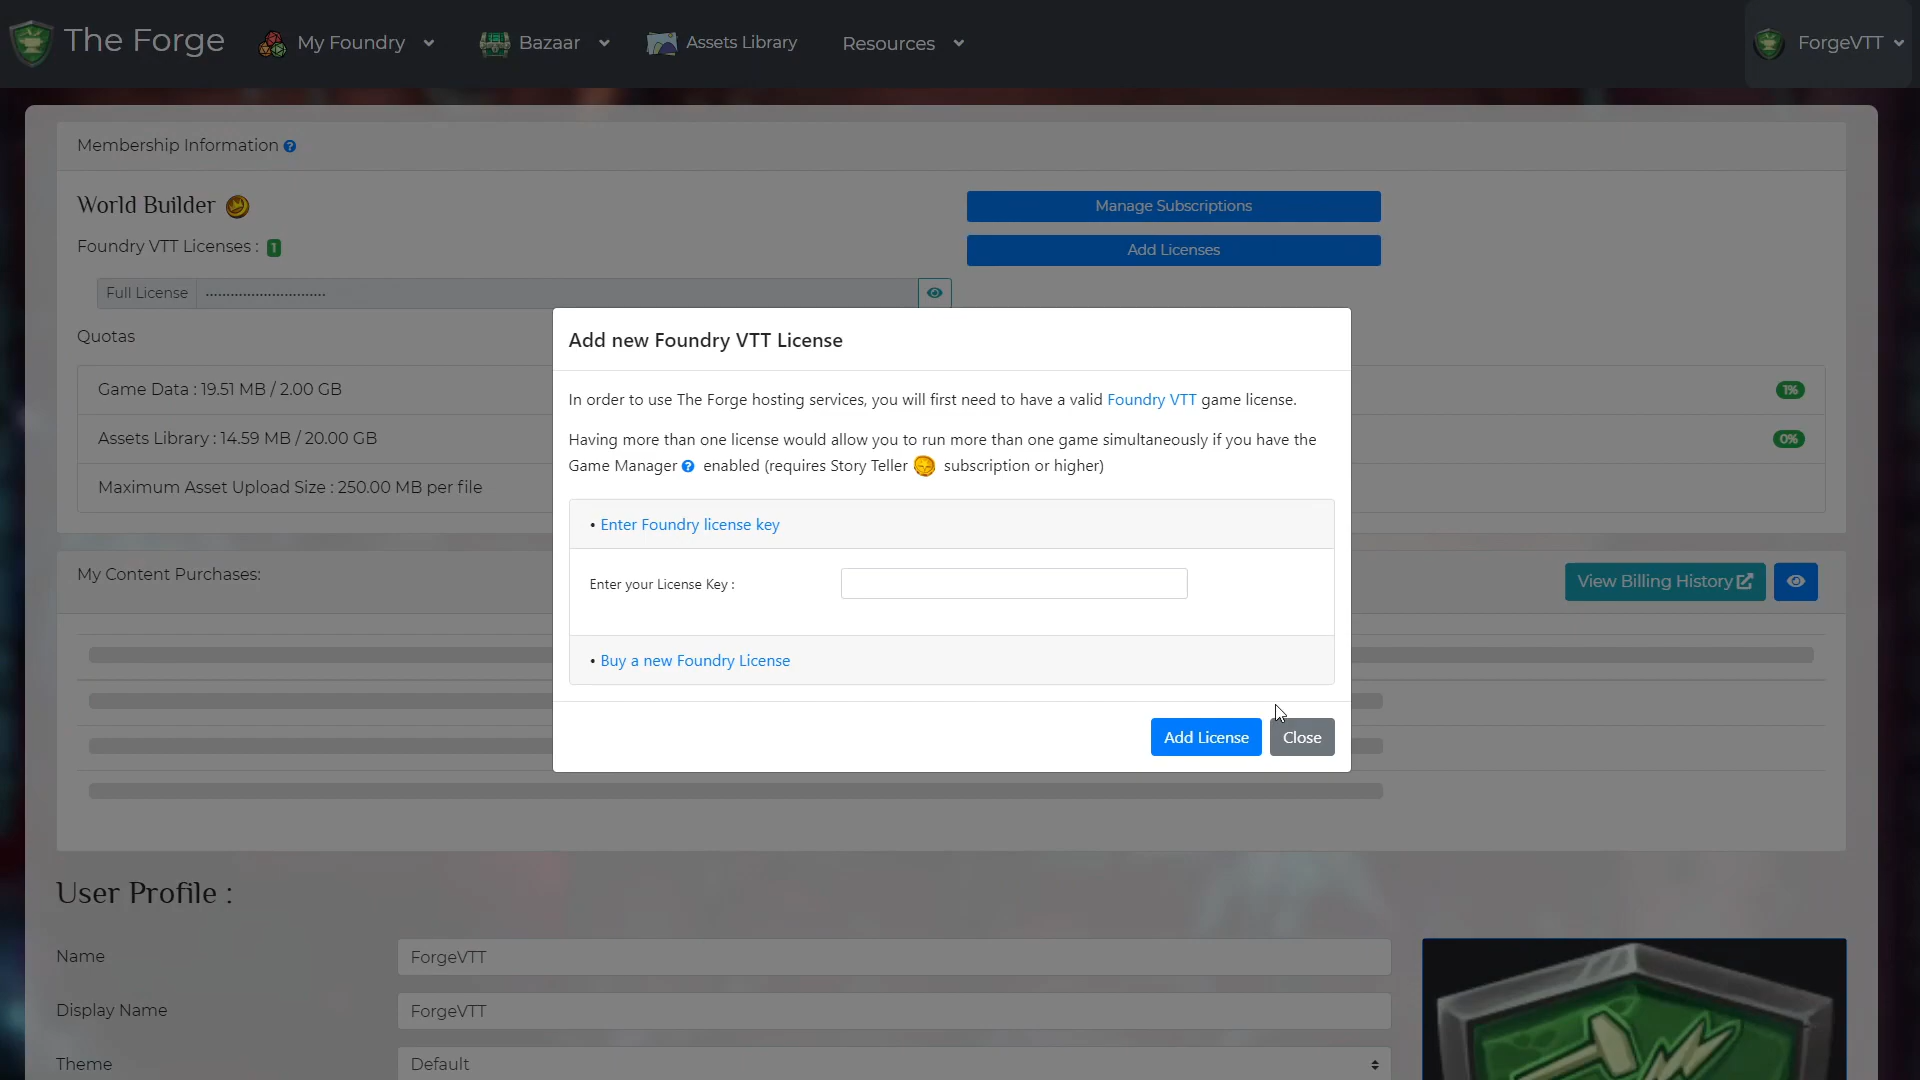 The Forge
My Foundry
Bazaar
Assets Library
Resources
ForgeVTT
Membership Information
World Builder
Manage Subscriptions
Foundry VTT Licenses : 1
Add Licenses
Full License ............................
Quotas
Game Data : 19.51 MB / 2.00 GB
1%
Assets Library : 14.59 MB / 20.00 GB
0%
Maximum Asset Upload Size : 250.00 MB per file
Add new Foundry VTT License
In order to use The Forge hosting services, you will first need to have a valid Foundry VTT game license.
Having more than one license would allow you to run more than one game simultaneously if you have the
Game Manager ? enabled (requires Story Teller subscription or higher)
• Enter Foundry license key
Enter your License Key :
• Buy a new Foundry License
Add License
Close
My Content Purchases:
View Billing History
User Profile :
Name
ForgeVTT
Display Name
ForgeVTT
Theme
Default